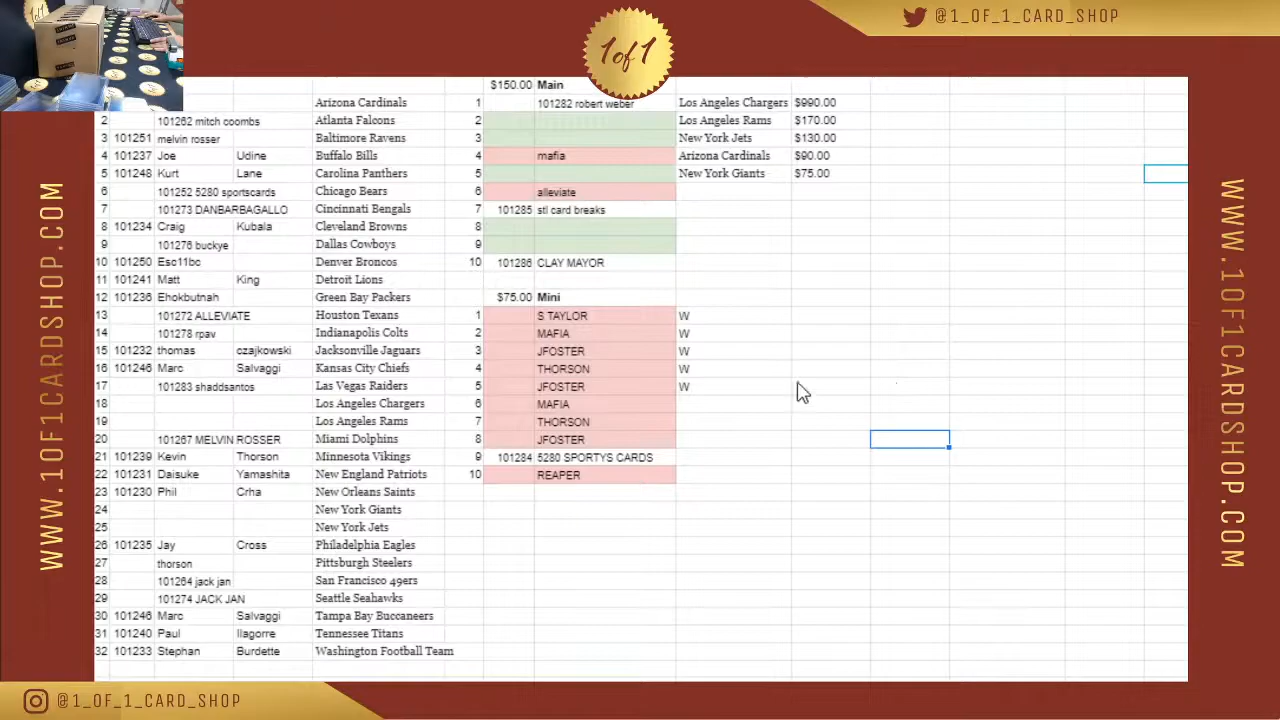 @1_OF_1_CARD_SHOP
1of1
WWW.1OF1CARDSHOP.COM
WWW.1OF1CARDSHOP.COM
$150.00 Main
Arizona Cardinals 1 101282 robert weber Los Angeles Chargers $990.00
2 101262 mitch coombs Atlanta Falcons 2 Los Angeles Rams $170.00
3 101251 melvin rosser Baltimore Ravens 3 New York Jets $130.00
4 101237 Joe Udine Buffalo Bills 4 mafia Arizona Cardinals $90.00
5 101248 Kurt Lane Carolina Panthers 5 New York Giants $75.00
6 101252 5280 sportscards Chicago Bears 6 alleviate
7 101273 DANBARBAGALLO Cincinnati Bengals 7 101285 stl card breaks
8 101234 Craig Kubala Cleveland Browns 8
9 101276 buckye Dallas Cowboys 9
10 101250 Esc11bc Denver Broncos 10 101286 CLAY MAYOR
11 101241 Matt King Detroit Lions
12 101236 Ehokbutnah Green Bay Packers $75.00 Mini
13 101272 ALLEVIATE Houston Texans 1 S TAYLOR W
14 101278 rpav Indianapolis Colts 2 MAFIA W
15 101232 thomas czajkowski Jacksonville Jaguars 3 JFOSTER W
16 101246 Marc Salvaggi Kansas City Chiefs 4 THORSON W
17 101283 shaddsantos Las Vegas Raiders 5 JFOSTER W
18 Los Angeles Chargers 6 MAFIA
19 Los Angeles Rams 7 THORSON
20 101267 MELVIN ROSSER Miami Dolphins 8 JFOSTER
21 101239 Kevin Thorson Minnesota Vikings 9 101284 5280 SPORTYS CARDS
22 101231 Daisuke Yamashita New England Patriots 10 REAPER
23 101230 Phil Crha New Orleans Saints
24 New York Giants
25 New York Jets
26 101235 Jay Cross Philadelphia Eagles
27 thorson Pittsburgh Steelers
28 101264 jack jan San Francisco 49ers
29 101274 JACK JAN Seattle Seahawks
30 101246 Marc Salvaggi Tampa Bay Buccaneers
31 101240 Paul Ilagorre Tennessee Titans
32 101233 Stephan Burdette Washington Football Team
@1_OF_1_CARD_SHOP